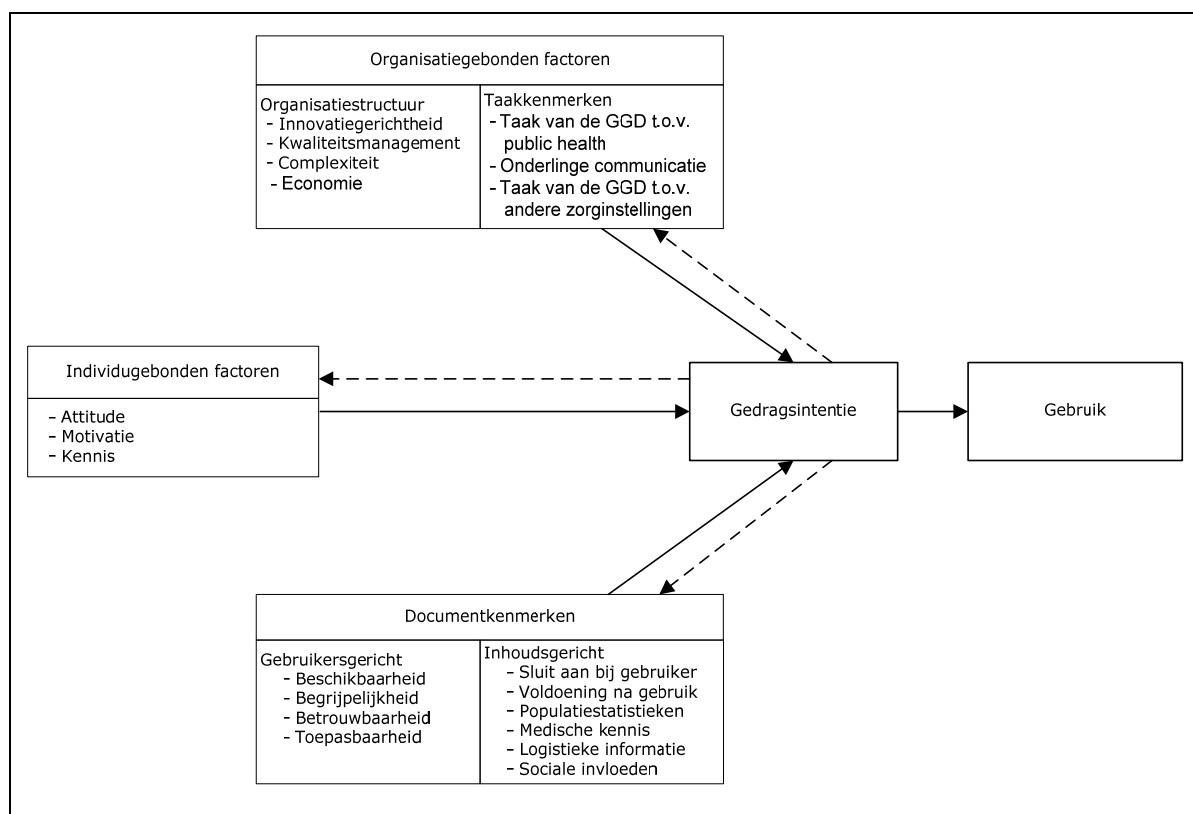 Organisatiegebonden factoren
Organisatiestructuur
- Innovatiegerichtheid
- Kwaliteitsmanagement
- Complexiteit
- Economie
Taakkenmerken
- Taak van de GGD t.o.v.
public health
- Onderlinge communicatie
- Taak van de GGD t.o.v.
andere zorginstellingen
Individugebonden factoren
- Attitude
- Motivatie
- Kennis
Gedragsintentie
Gebruik
Documentkenmerken
Gebruikersgericht
- Beschikbaarheid
- Begrijpelijkheid
- Betrouwbaarheid
- Toepasbaarheid
Inhoudsgericht
- Sluit aan bij gebruiker
- Voldoening na gebruik
- Populatiestatistieken
- Medische kennis
- Logistieke informatie
- Sociale invloeden